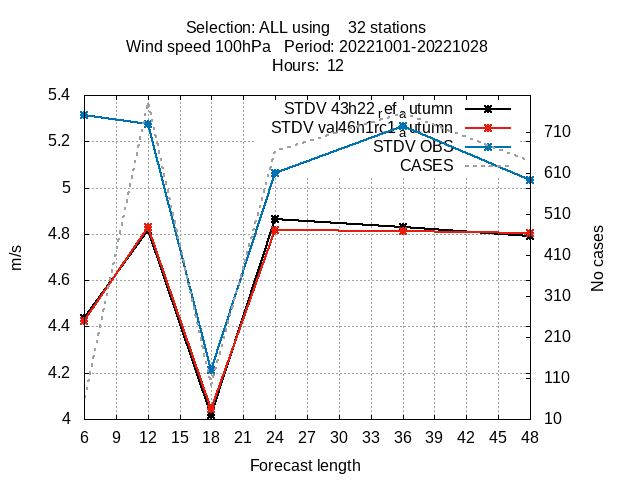 Selection: ALL using 32 stations
Wind speed 100hPa Period: 20221001-20221028
Hours: 12
STDV 43h22_ref_autumn
STDV val46h1rc1_autumn
STDV OBS
CASES
5.4
5.2
5
4.8
4.6
4.4
4.2
4
m/s
710
610
510
410
310
210
110
10
No cases
6 9 12 15 18 21 24 27 30 33 36 39 42 45 48
Forecast length